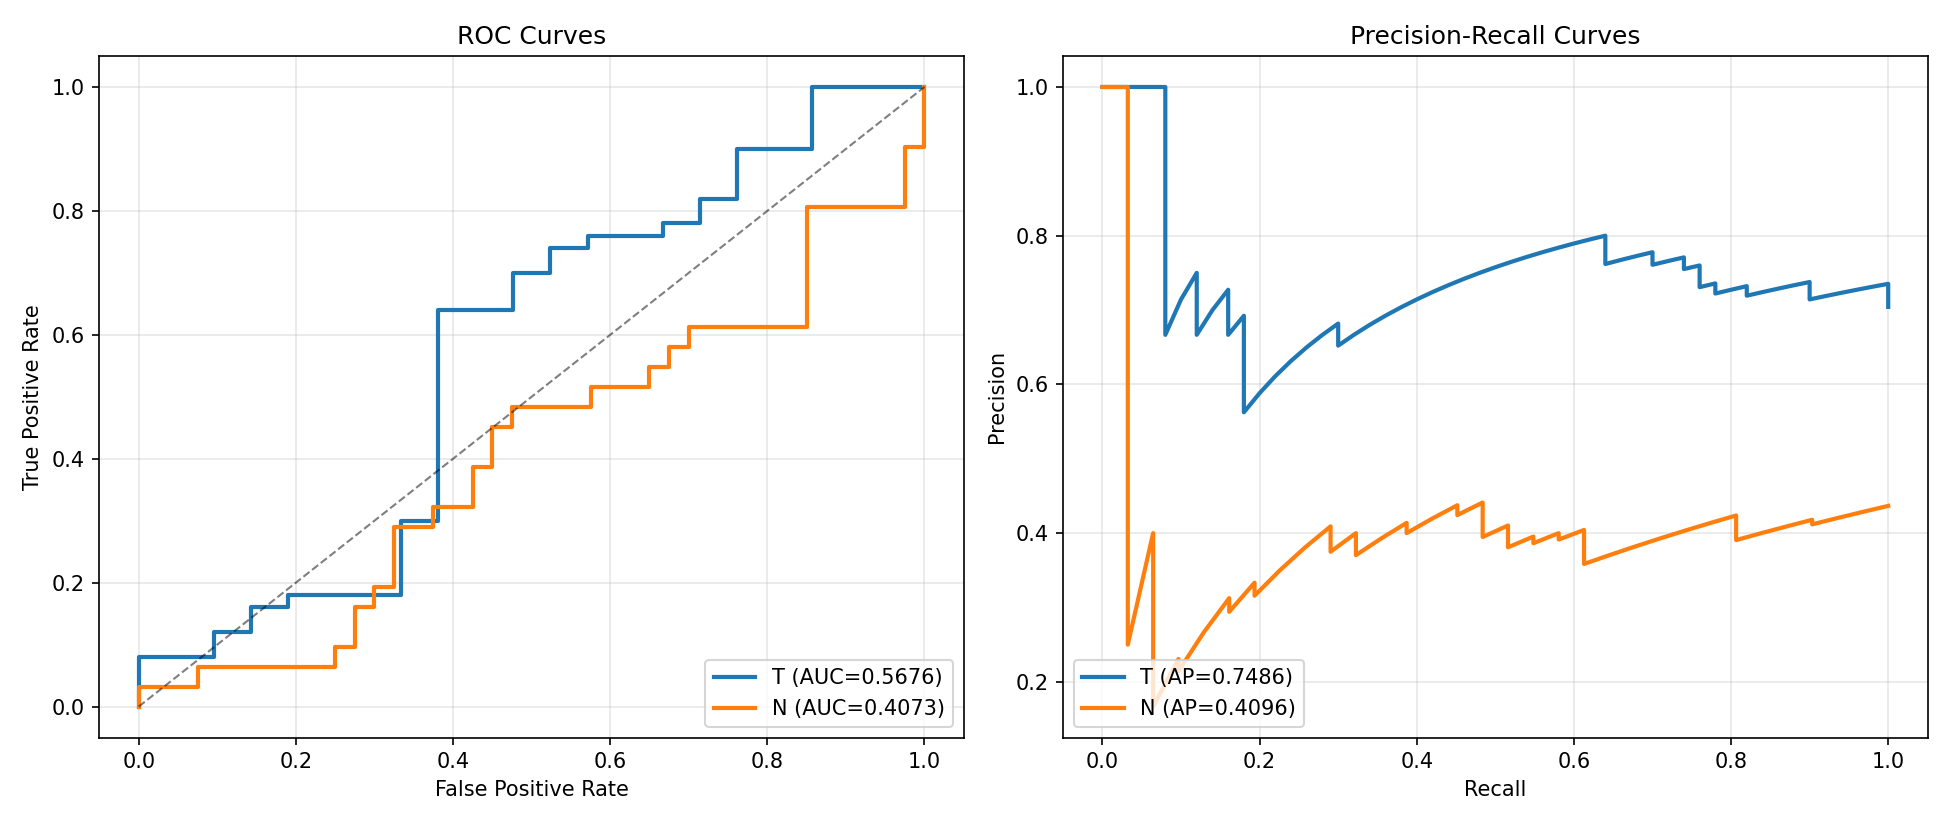 ROC Curves
True Positive Rate
1.0
0.8
0.6
0.4
0.2
0.0
0.0 0.2 0.4 0.6 0.8 1.0
False Positive Rate
T (AUC=0.5676)
N (AUC=0.4073)
Precision-Recall Curves
Precision
1.0
0.8
0.6
0.4
0.2
0.0 0.2 0.4 0.6 0.8 1.0
Recall
T (AP=0.7486)
N (AP=0.4096)